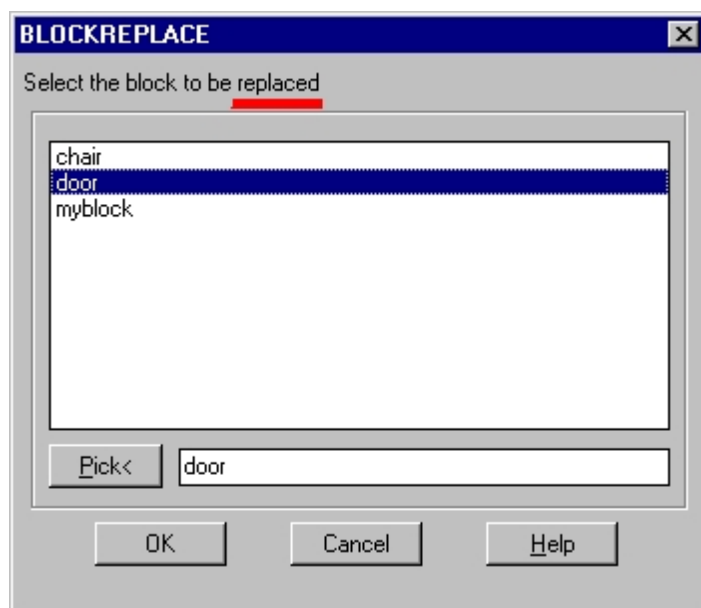 BLOCKREPLACE
Select the block to be replaced
chair
door
myblock
Pick< door
OK Cancel Help